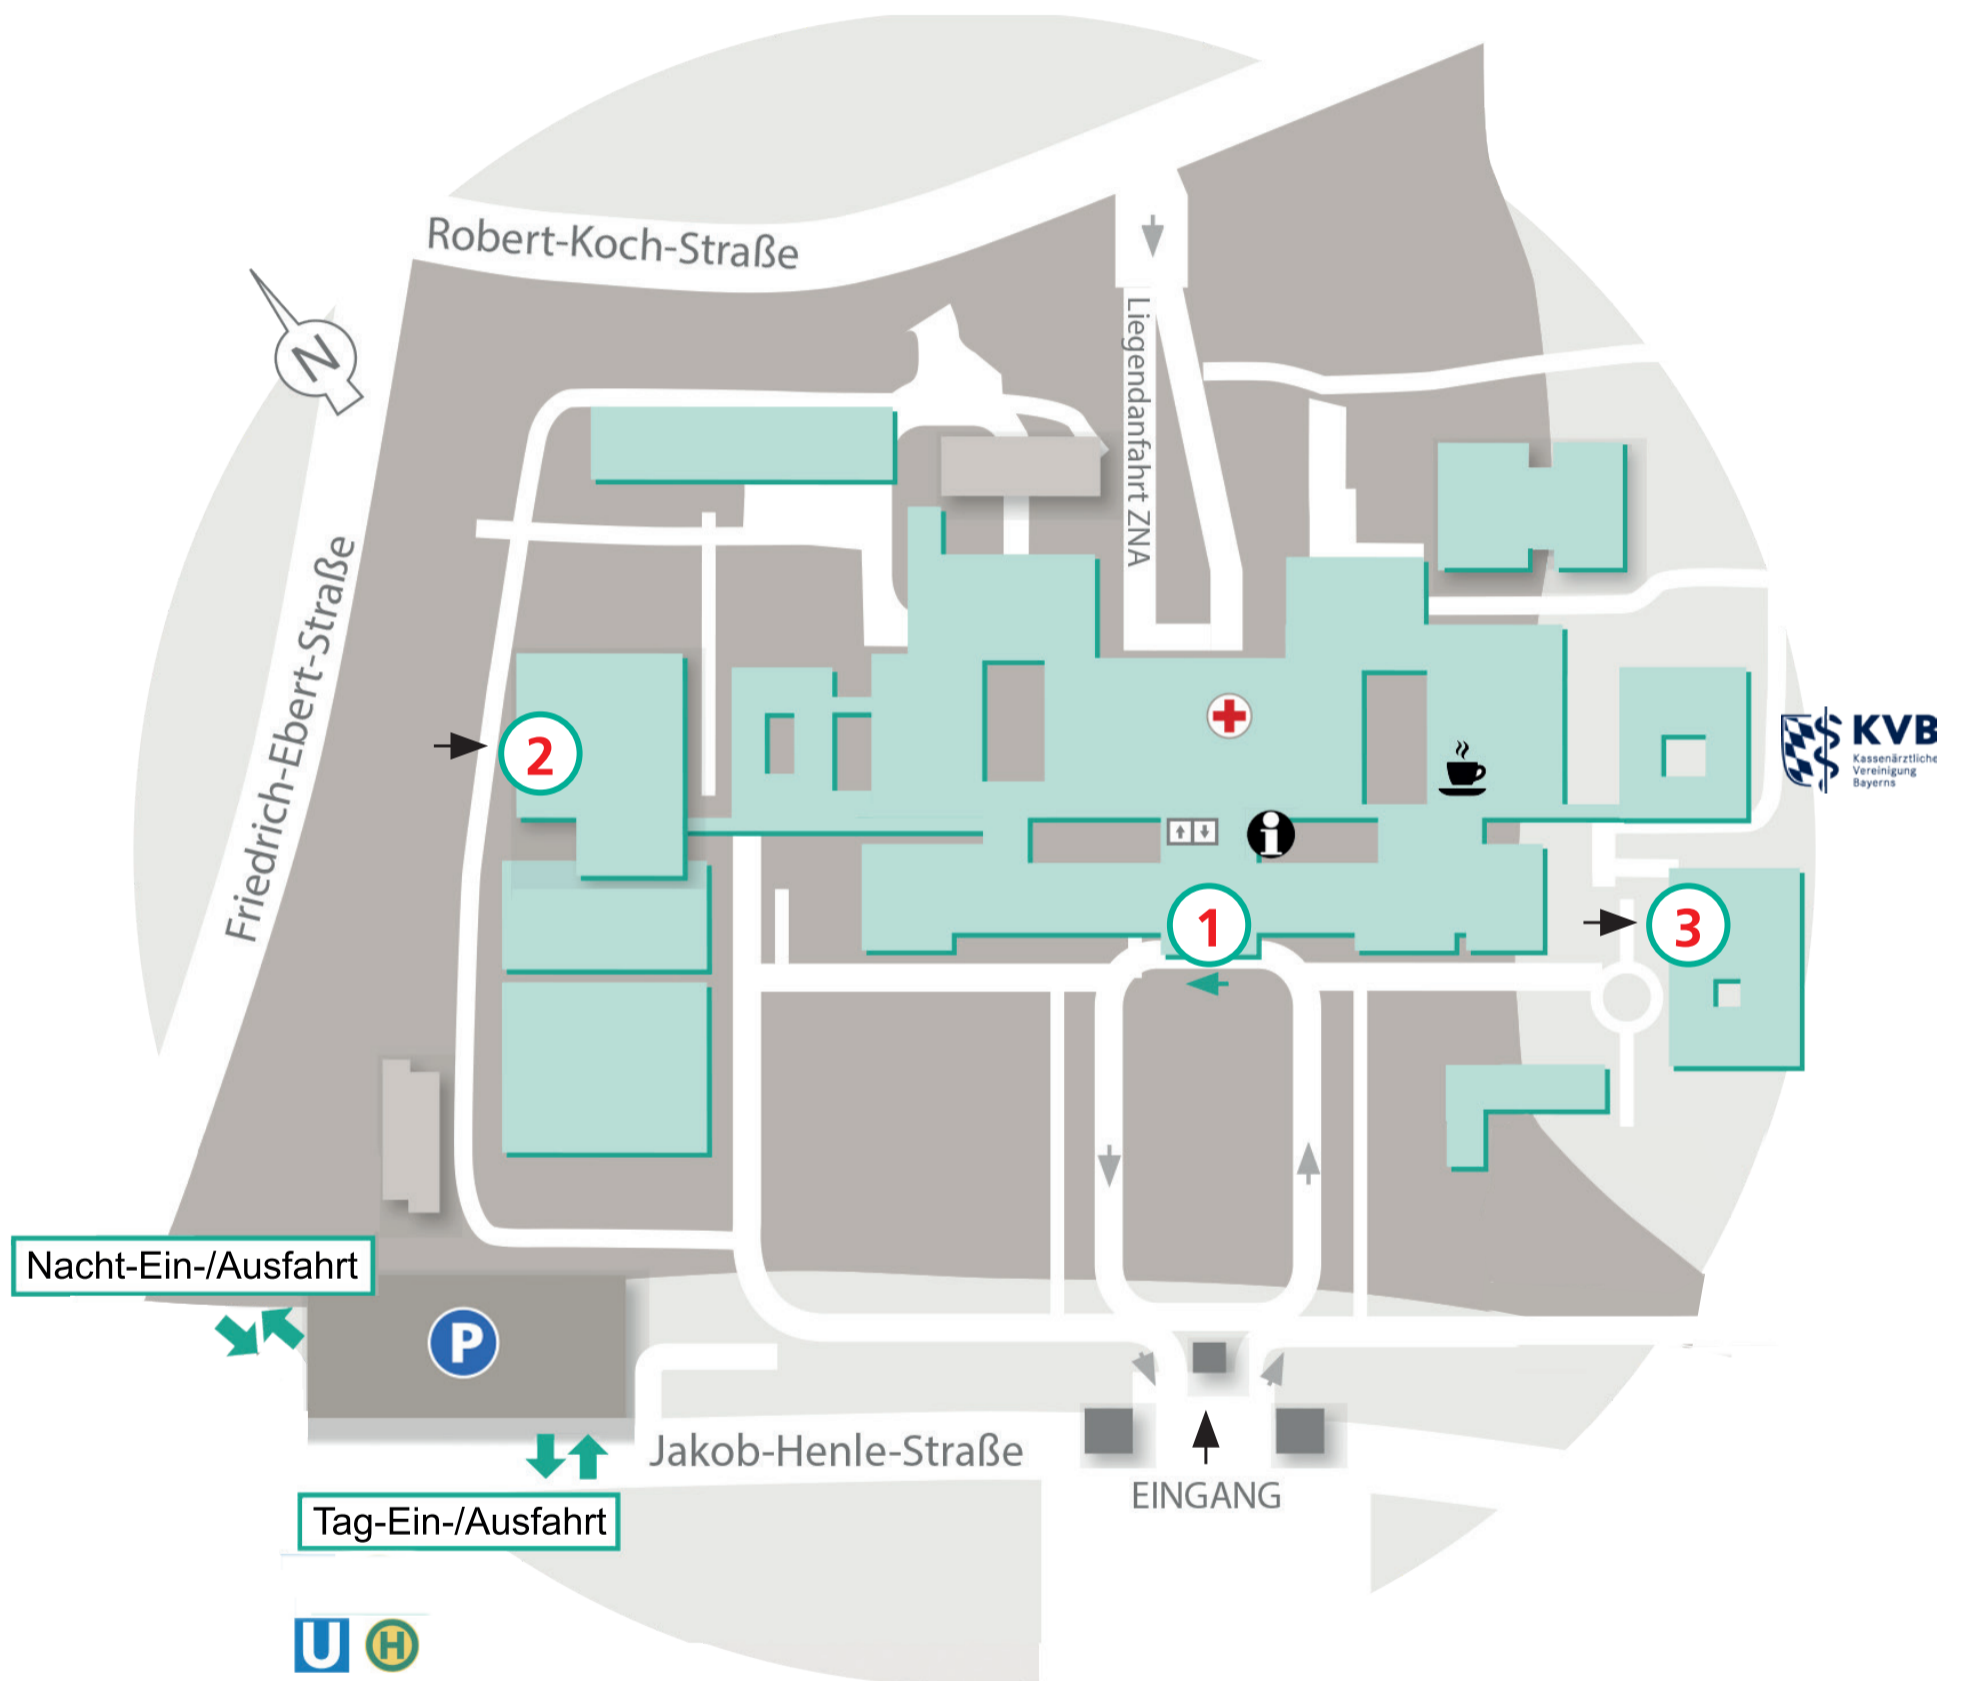 Robert-Koch-Straße
N
Liegendanfahrt ZNA
Friedrich-Ebert-Straße
2
KVB
Kassenärztliche
Vereinigung
Bayerns
i
1
3
Nacht-Ein-/Ausfahrt
P
Jakob-Henle-Straße
EINGANG
Tag-Ein-/Ausfahrt
U H